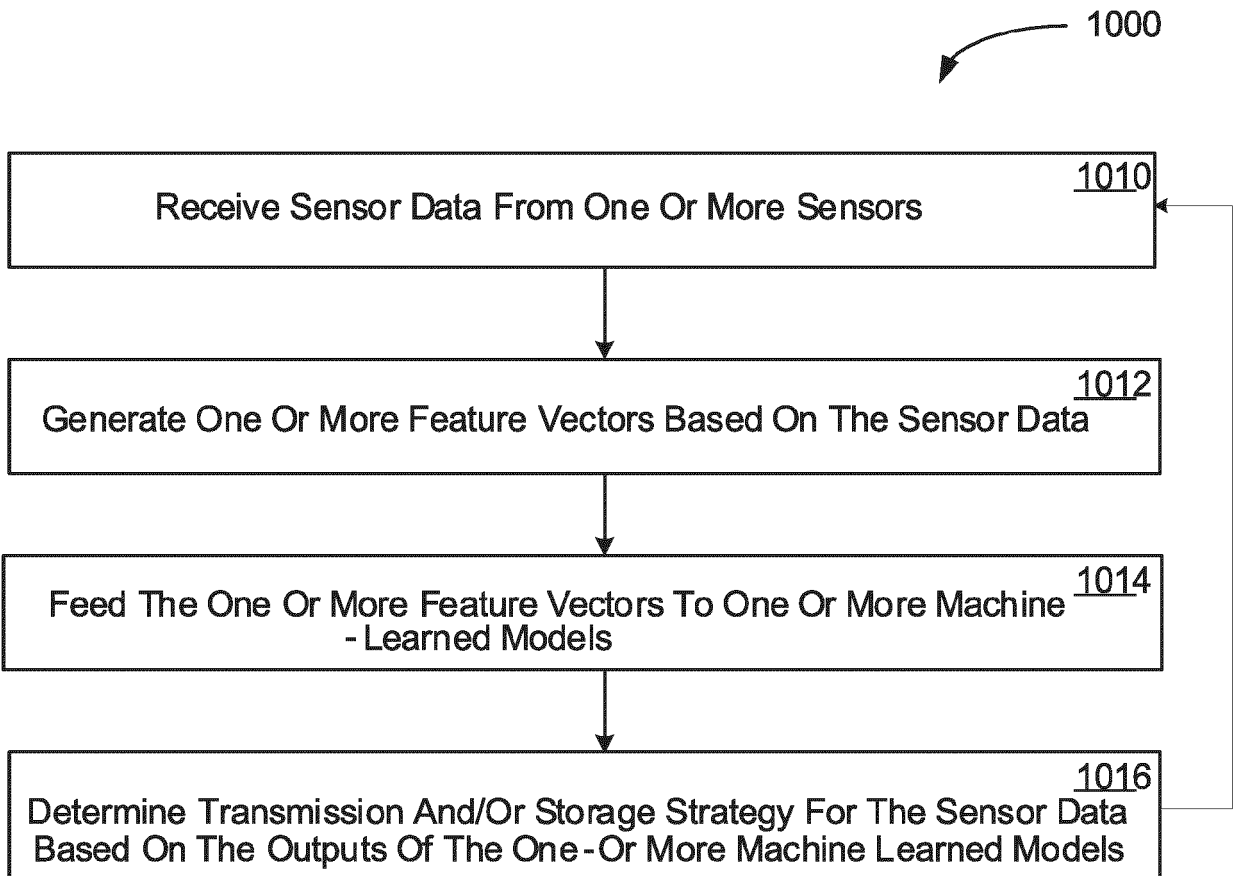 1000
1010
Receive Sensor Data From One Or More Sensors
1012
Generate One Or More Feature Vectors Based On The Sensor Data
1014
Feed The One Or More Feature Vectors To One Or More Machine
- Learned Models
1016
Determine Transmission And/Or Storage Strategy For The Sensor Data
Based On The Outputs Of The One-Or More Machine Learned Models